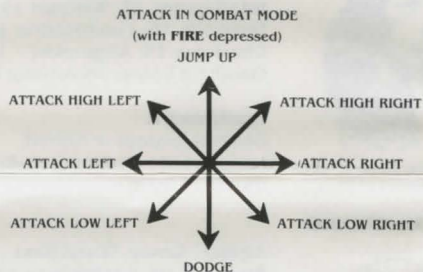 ATTACK IN COMBAT MODE
(with FIRE depressed)
JUMP UP
ATTACK HIGH LEFT
ATTACK HIGH RIGHT
ATTACK LEFT
ATTACK RIGHT
ATTACK LOW LEFT
ATTACK LOW RIGHT
DODGE